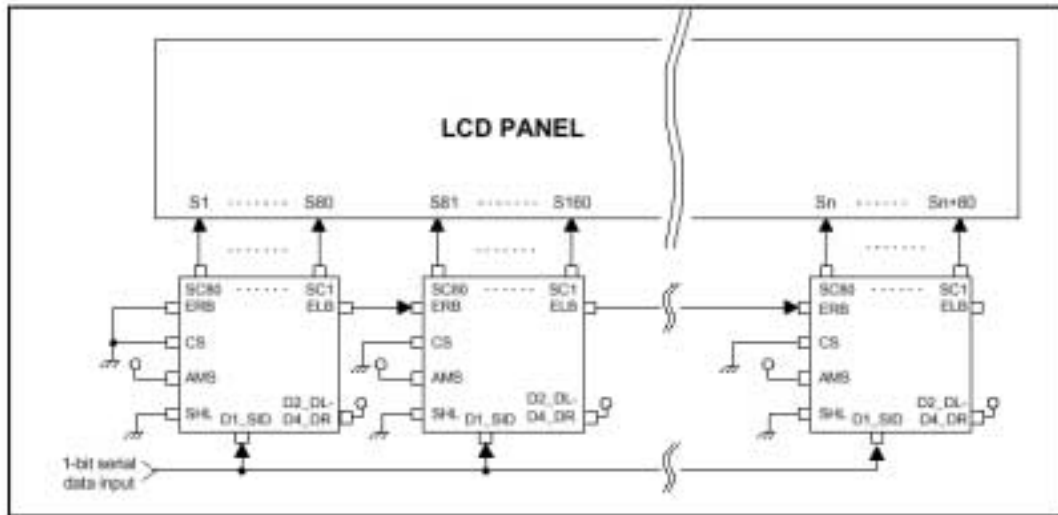 LCD PANEL
S1 ······· S80 S81 ······· S160 Sn ······ Sn+80
SC80 ······ SC1 SC80 ······ SC1 SC80 ······ SC1
ERB ELB ERB ELB ERB ELB
CS CS CS
AMS AMS AMS
D2_DL- D2_DL- D2_DL-
SHL D1_SID D4_DR SHL D1_SID D4_DR SHL D1_SID D4_DR
1-bit serial
data input